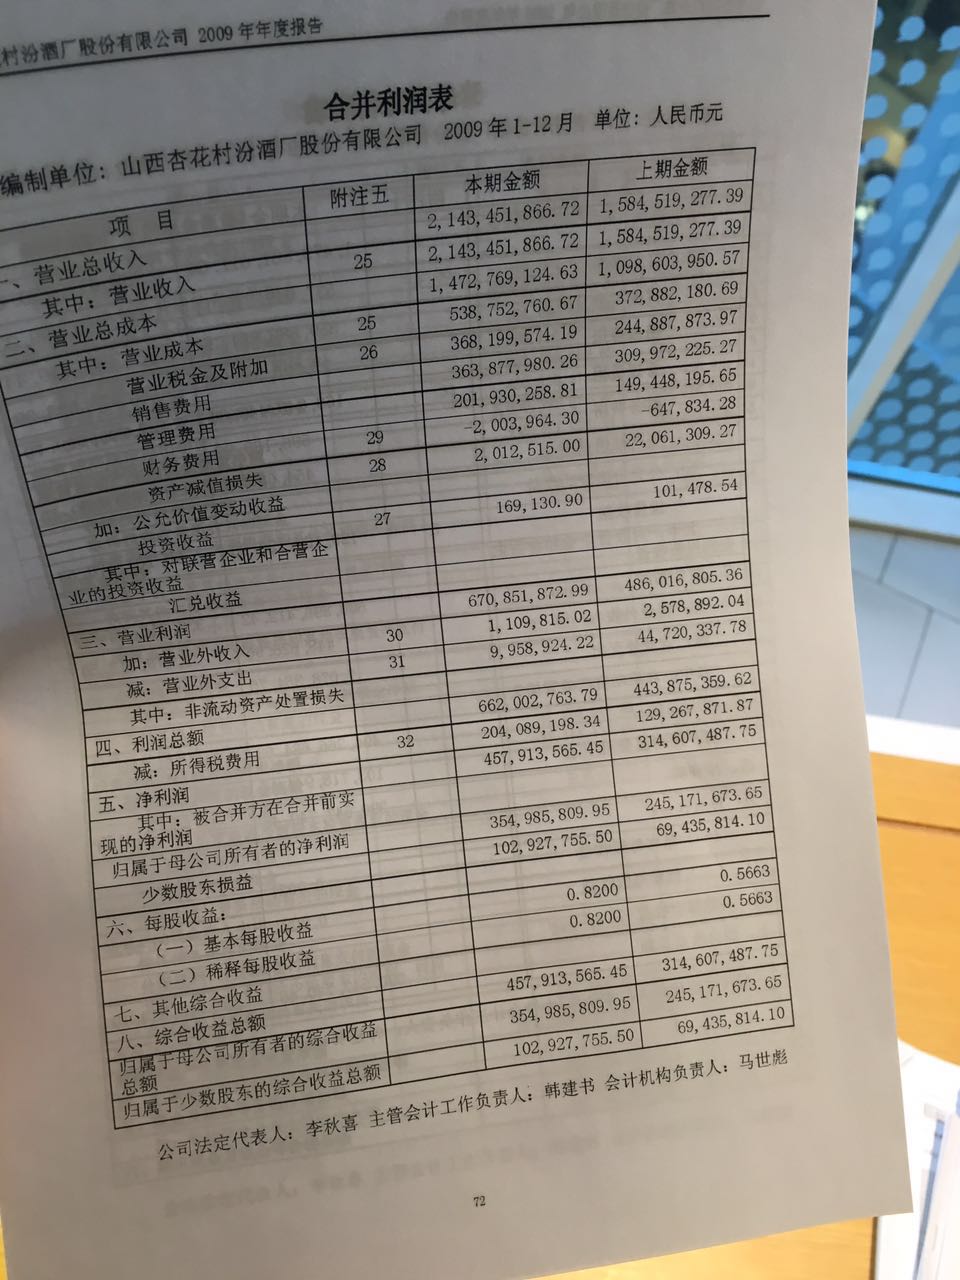 村汾酒厂股份有限公司 2009 年年度报告
合并利润表
编制单位：山西杏花村汾酒厂股份有限公司 2009 年 1-12 月 单位：人民币元
项 目 附注五 本期金额 上期金额
一、营业总收入 2,143,451,866.72 1,584,519,277.39
其中：营业收入 25 2,143,451,866.72 1,584,519,277.39
二、营业总成本 1,472,769,124.63 1,098,603,950.57
其中：营业成本 25 538,752,760.67 372,882,180.69
营业税金及附加 26 368,199,574.19 244,887,873.97
销售费用 363,877,980.26 309,972,225.27
管理费用 201,930,258.81 149,448,195.65
财务费用 29 -2,003,964.30 -647,834.28
资产减值损失 28 2,012,515.00 22,061,309.27
加：公允价值变动收益
投资收益 27 169,130.90 101,478.54
其中：对联营企业和合营企
业的投资收益
汇兑收益
三、营业利润 670,851,872.99 486,016,805.36
加：营业外收入 30 1,109,815.02 2,578,892.04
减：营业外支出 31 9,958,924.22 44,720,337.78
其中：非流动资产处置损失
四、利润总额 662,002,763.79 443,875,359.62
减：所得税费用 32 204,089,198.34 129,267,871.87
五、净利润 457,913,565.45 314,607,487.75
其中：被合并方在合并前实
现的净利润
归属于母公司所有者的净利润 354,985,809.95 245,171,673.65
少数股东损益 102,927,755.50 69,435,814.10
六、每股收益：
（一）基本每股收益 0.8200 0.5663
（二）稀释每股收益 0.8200 0.5663
七、其他综合收益
八、综合收益总额 457,913,565.45 314,607,487.75
归属于母公司所有者的综合收益
总额 354,985,809.95 245,171,673.65
归属于少数股东的综合收益总额 102,927,755.50 69,435,814.10
公司法定代表人：李秋喜 主管会计工作负责人：韩建书 会计机构负责人：马世彪
72